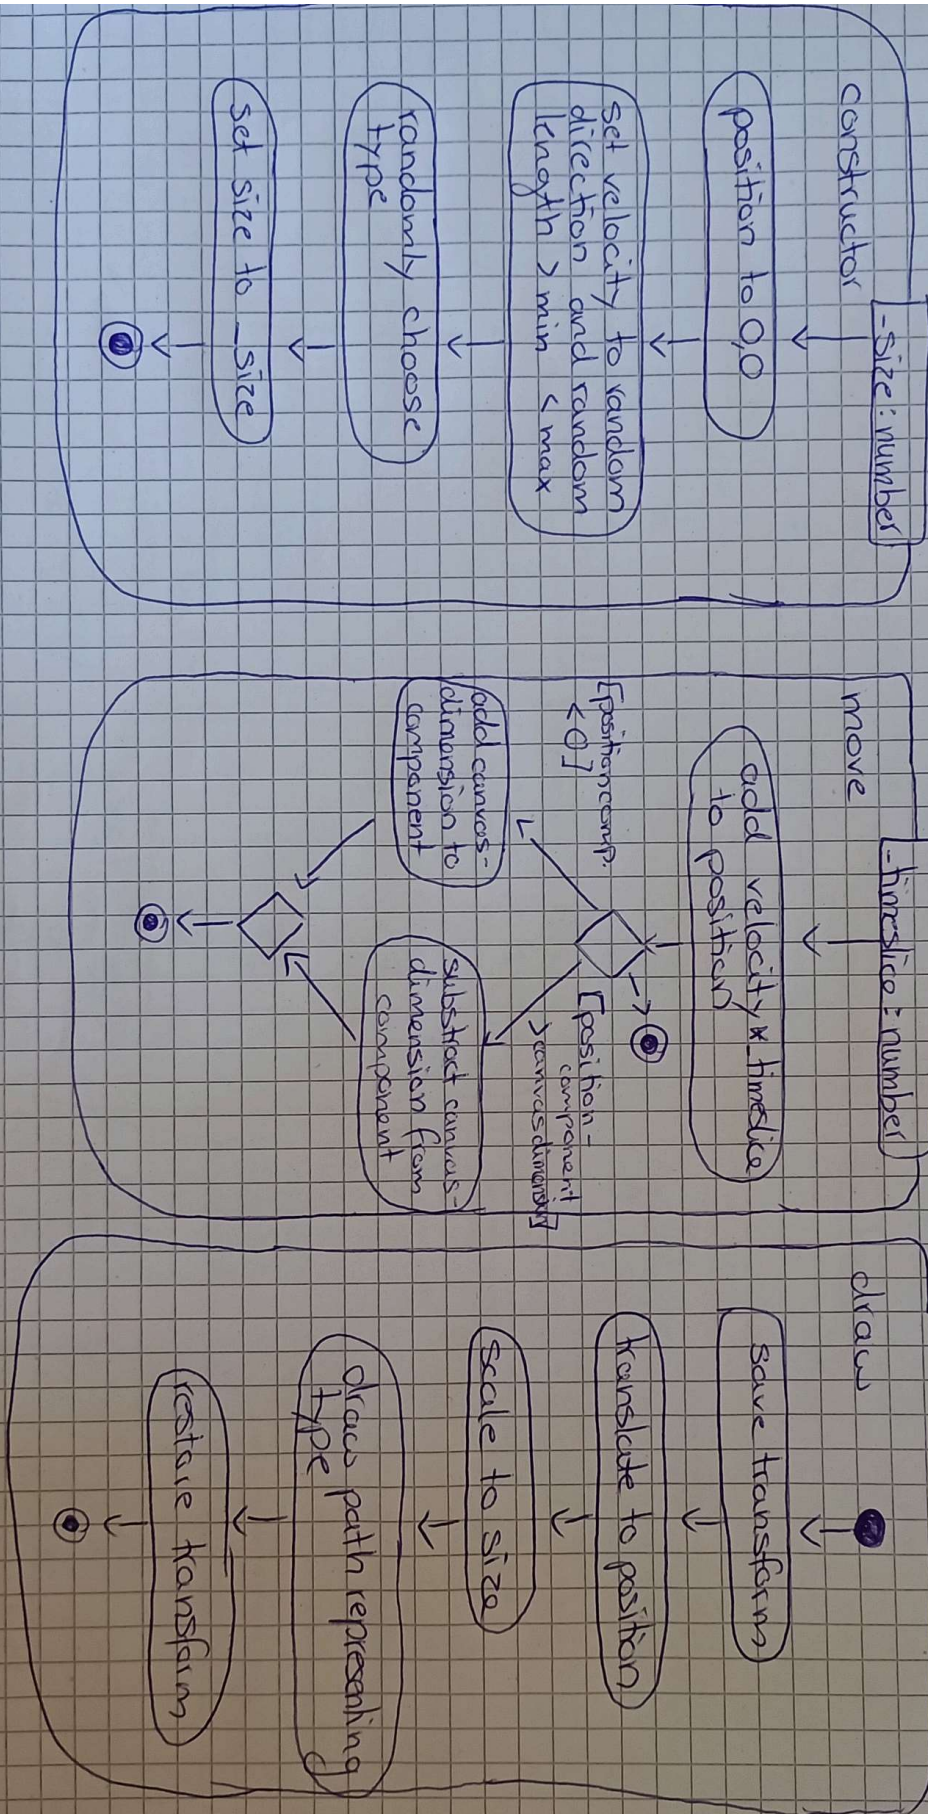 constructor
_size:number
position to 0,0
set velocity to random
direction and random
length > min < max
randomly choose
type
set size to _size
move
_timeslice:number
add velocity*_timeslice
to position
[positioncomp.
< 0]
[position-
component
>canvasdimension]
add canvas-
dimension to
component
substract canvas-
dimension from
component
draw
save transform
translate to position
scale to size
draw path representing
type
restore transform